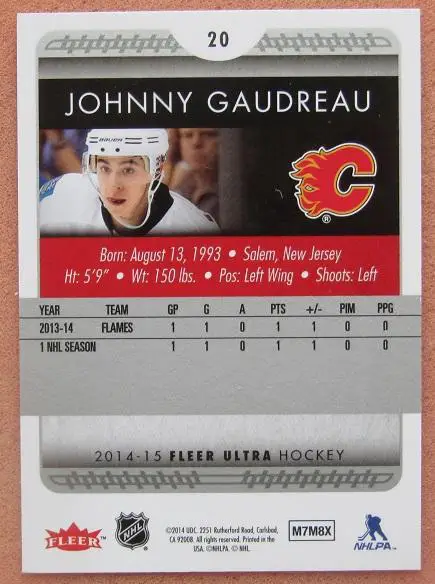 20
JOHNNY GAUDREAU
BAUER
C
®
Born: August 13, 1993 • Salem, New Jersey
Ht: 5'9" • Wt: 150 lbs. • Pos: Left Wing • Shoots: Left
YEAR TEAM GP G A PTS +/- PIM PPG
2013-14 FLAMES 1 1 0 1 1 0 0
1 NHL SEASON 1 1 0 1 1 0 0
2014-15 FLEER ULTRA HOCKEY
FLEER
NHL
©2014 UDC. 2251 Rutherford Road, Carlsbad,
CA 92008. All rights reserved. Printed in the
USA. ©NHLPA. © NHL.
M7M8X
NHLPA